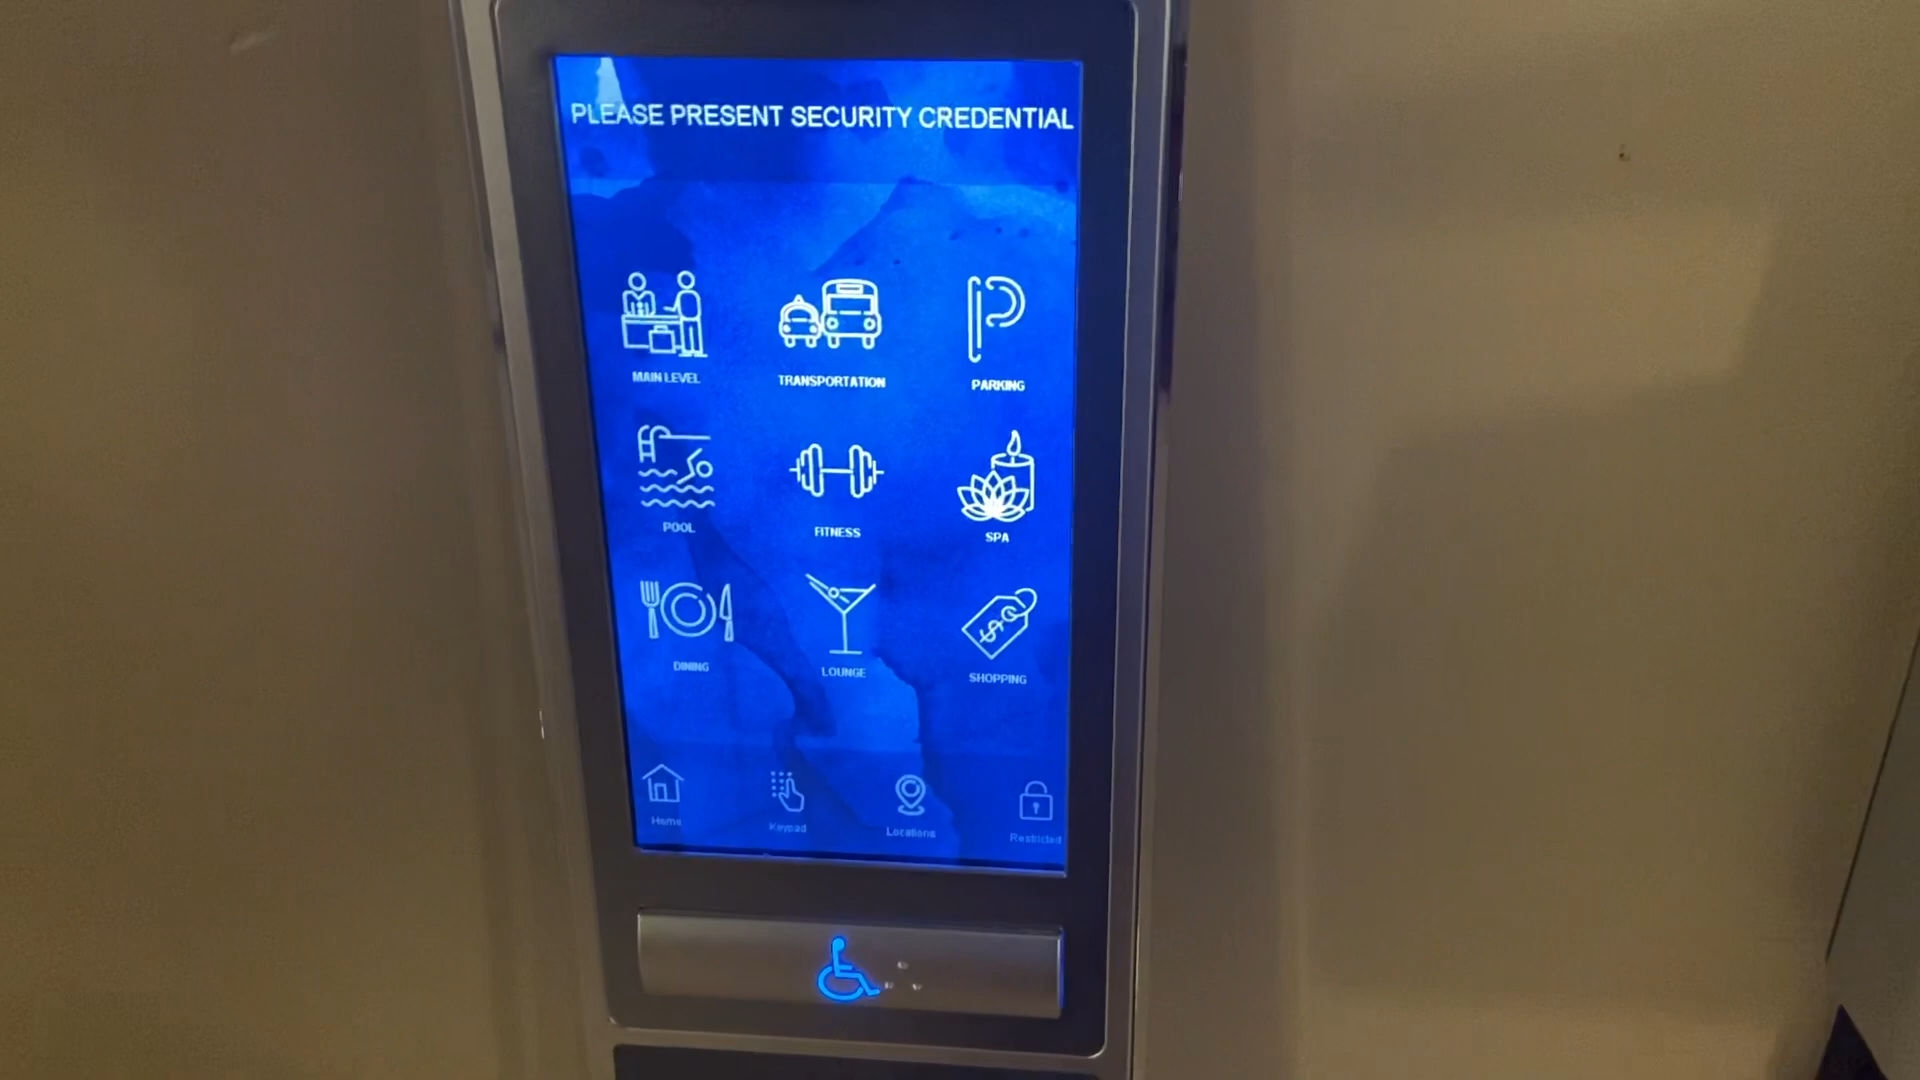 PLEASE PRESENT SECURITY CREDENTIAL
MAIN LEVEL
TRANSPORTATION
PARKING
POOL
FITNESS
SPA
DINING
LOUNGE
SHOPPING
Home
Keypad
Locations
Restricted